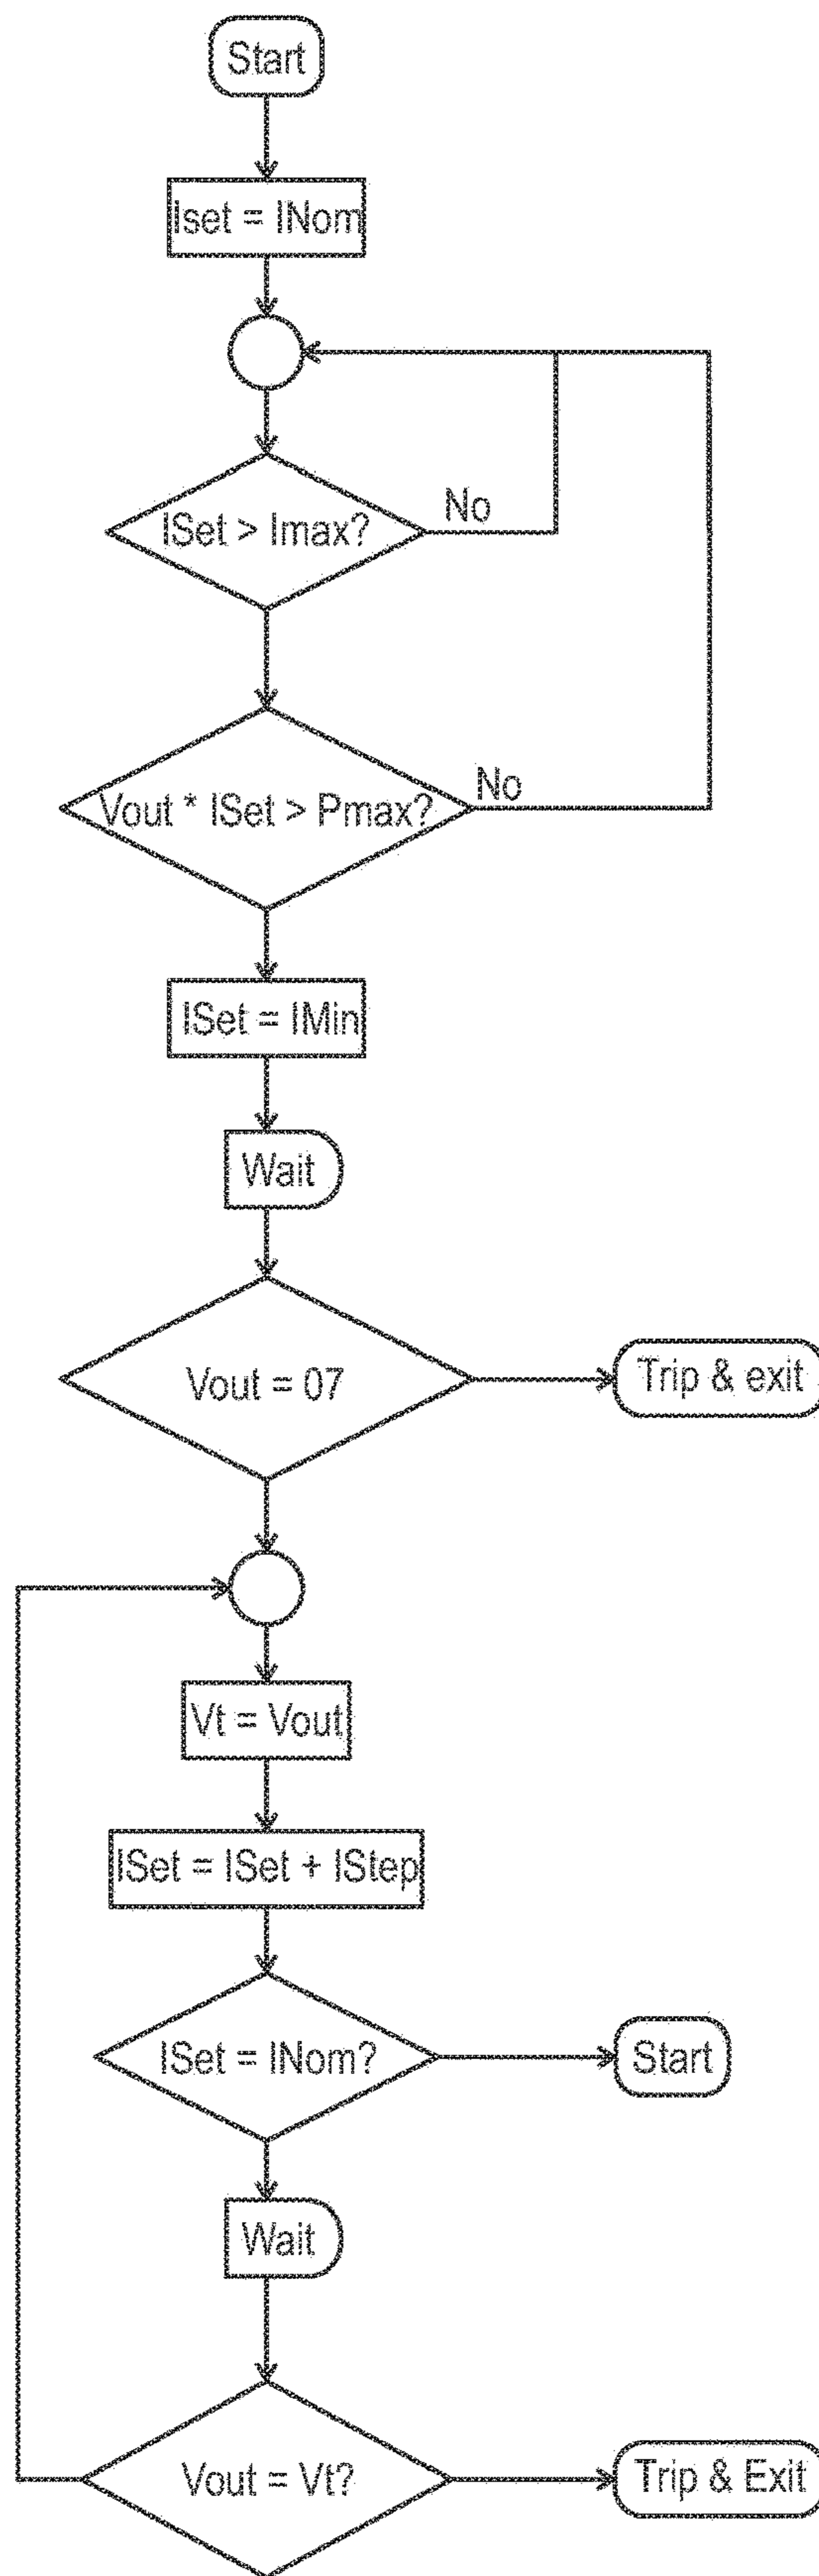 Start
Iset = INom
ISet > Imax?
No
Vout * ISet > Pmax?
No
ISet = IMin
Wait
Vout = 07
Trip & exit
Vt = Vout
ISet = ISet + IStep
ISet = INom?
Start
Wait
Vout = Vt?
Trip & Exit